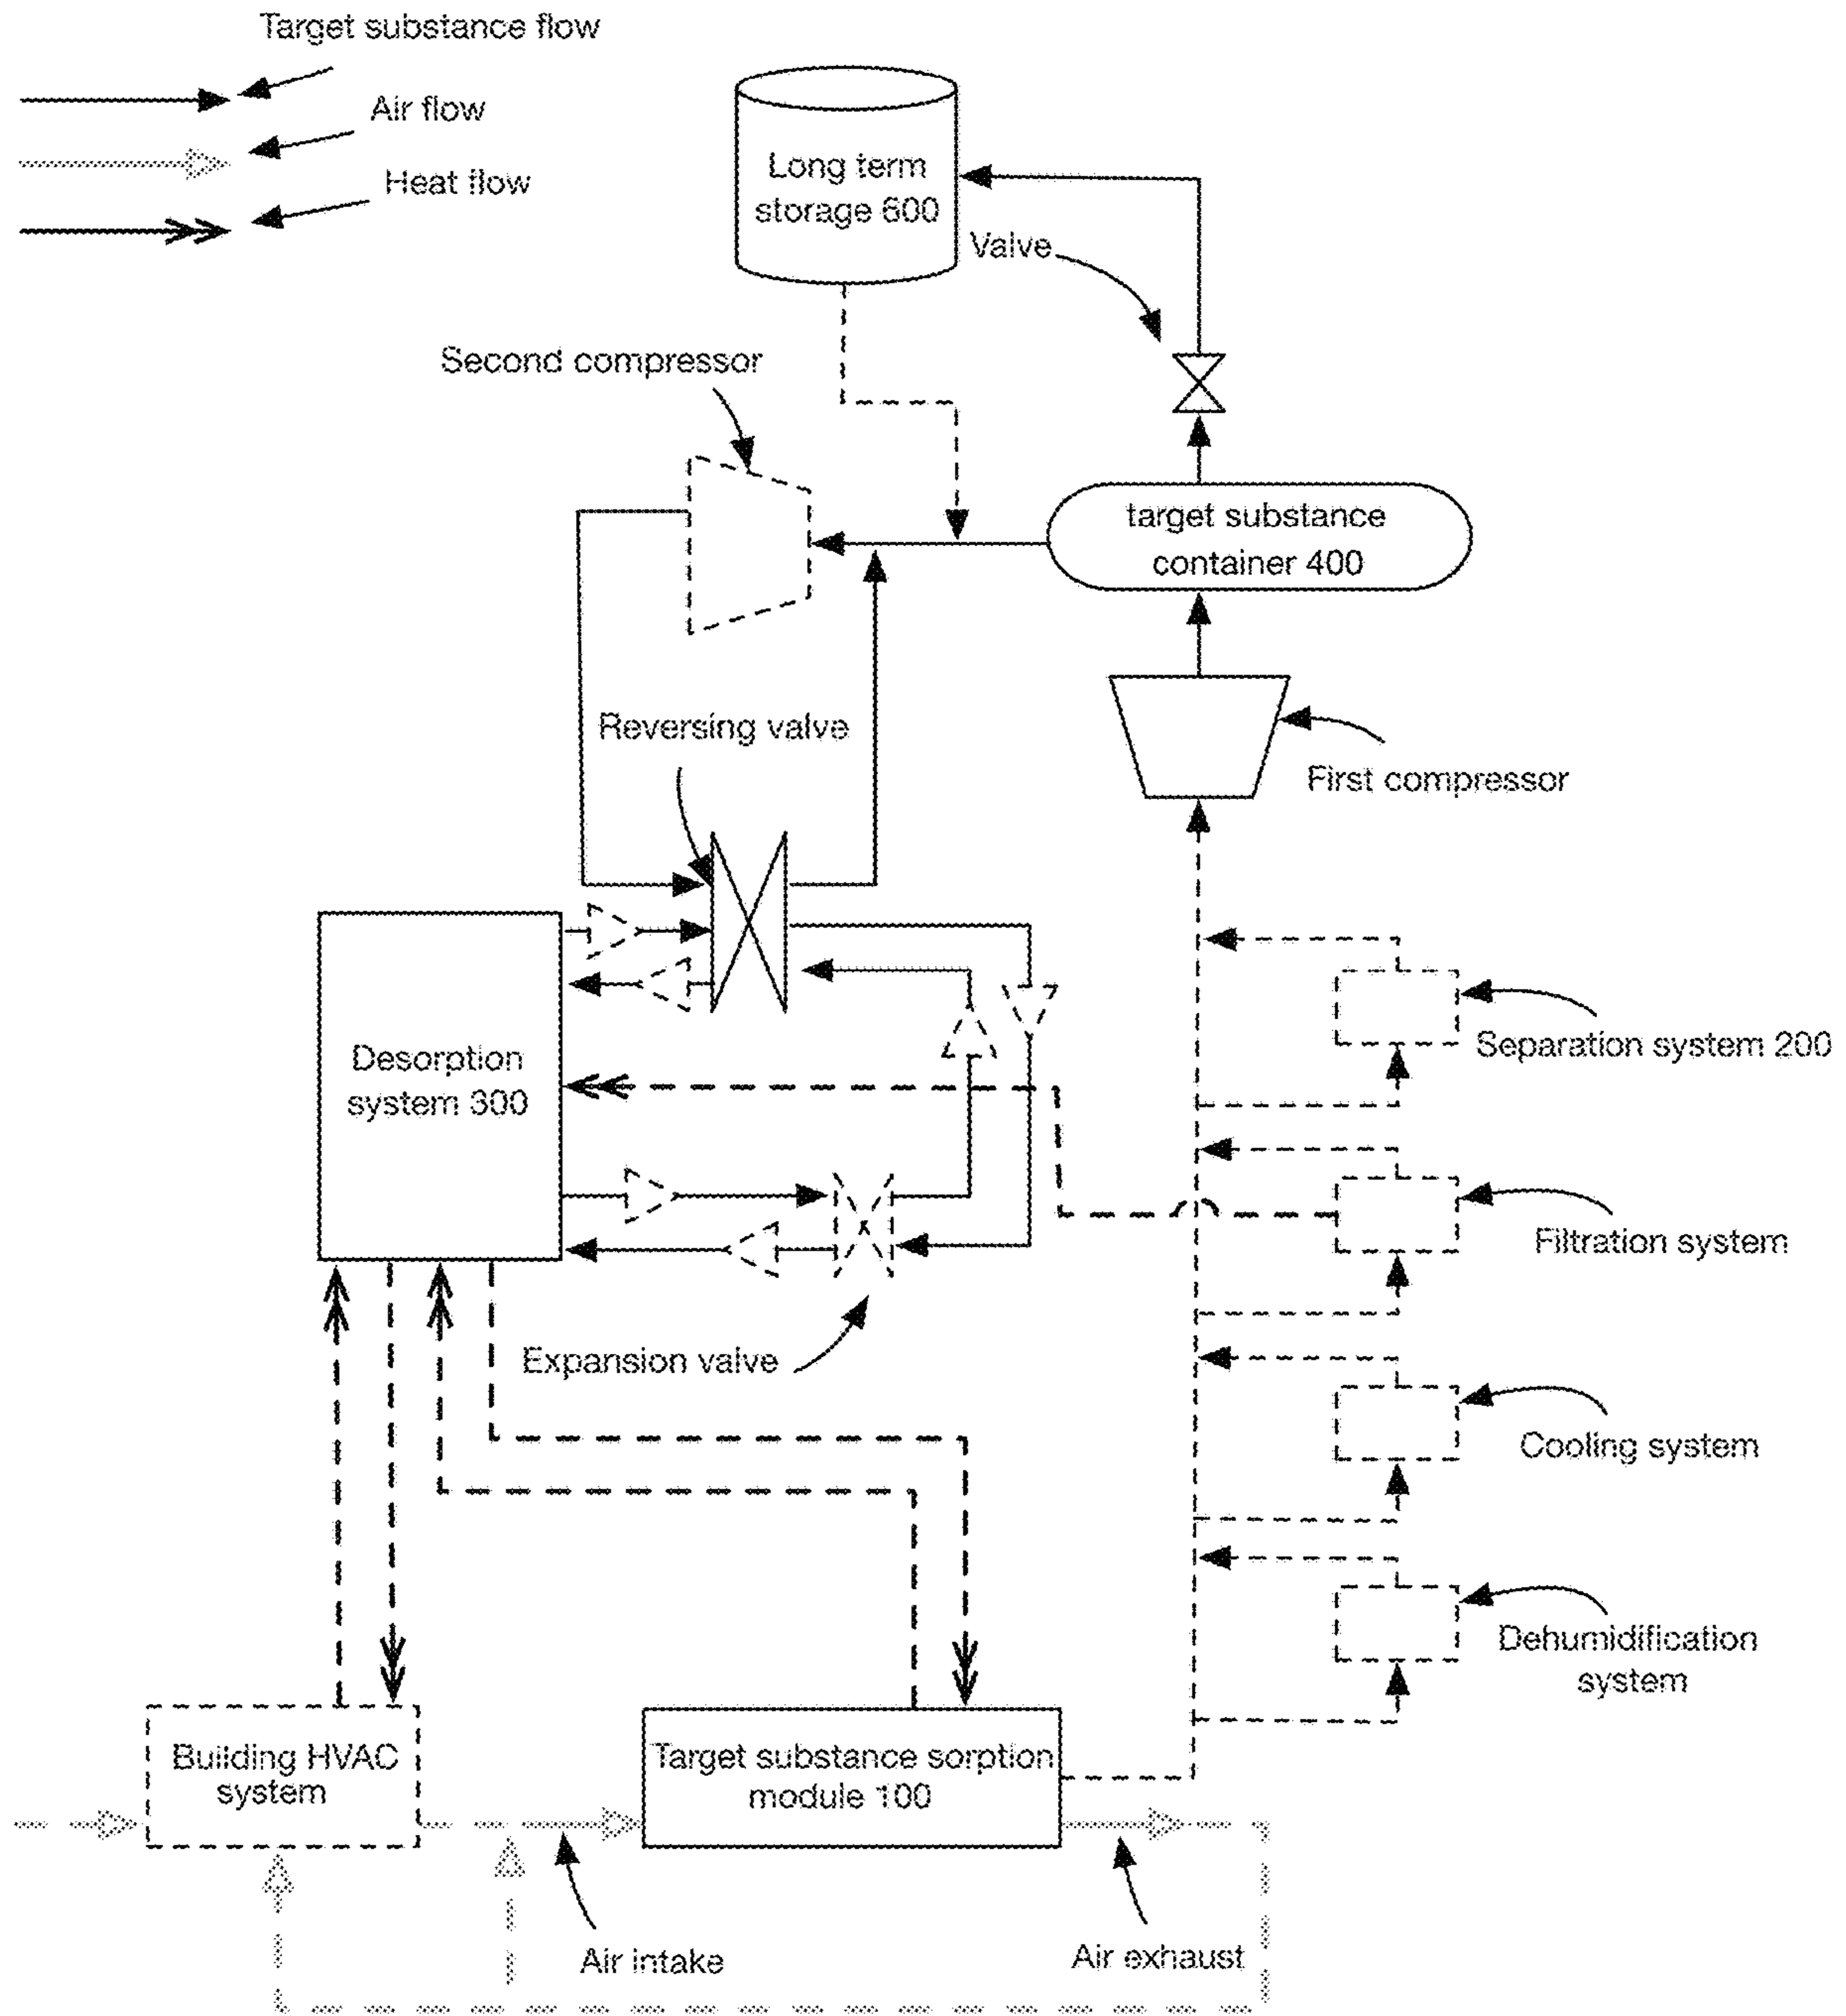 Target substance flow
Air flow
Heat flow
Long term
storage 600
Valve
Second compressor
target substance
container 400
Reversing valve
First compressor
Separation system 200
Desorption
system 300
Filtration system
Expansion valve
Cooling system
Dehumidification
system
Building HVAC
system
Target substance sorption
module 100
Air intake
Air exhaust